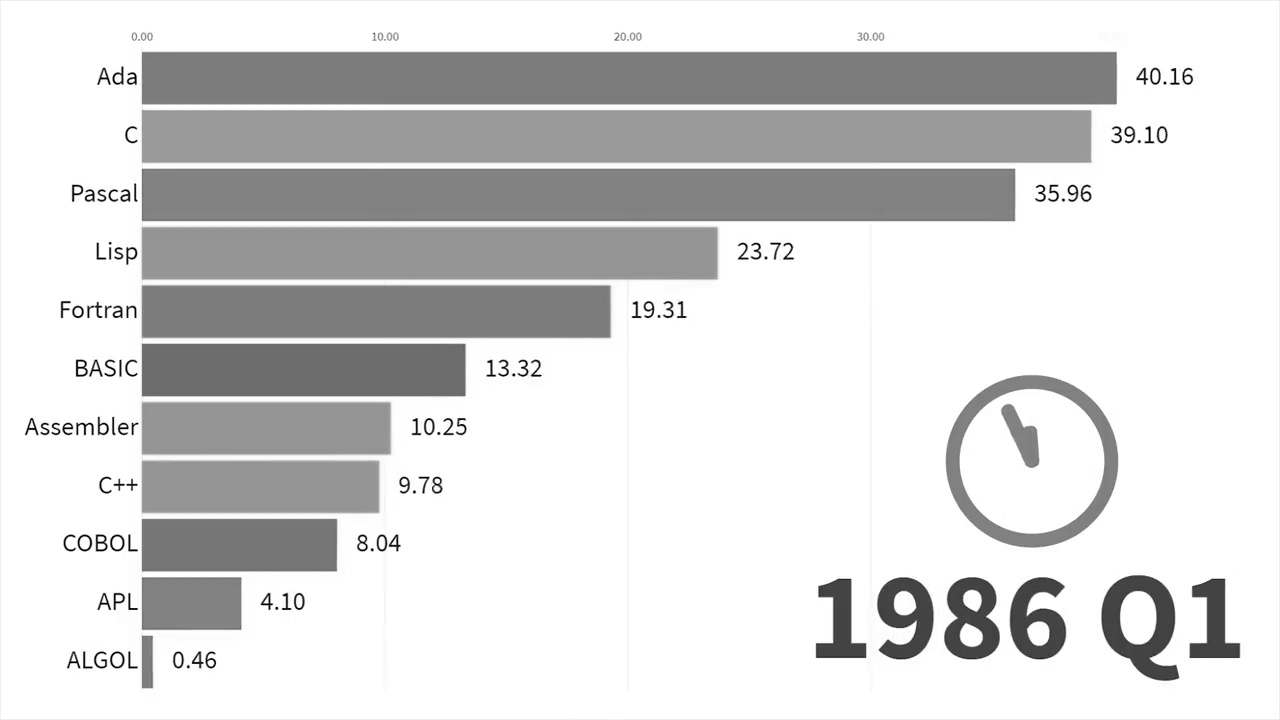 0.00 10.00 20.00 30.00
Ada 40.16
C 39.10
Pascal 35.96
Lisp 23.72
Fortran 19.31
BASIC 13.32
Assembler 10.25
C++ 9.78
COBOL 8.04
APL 4.10
ALGOL 0.46
1986 Q1